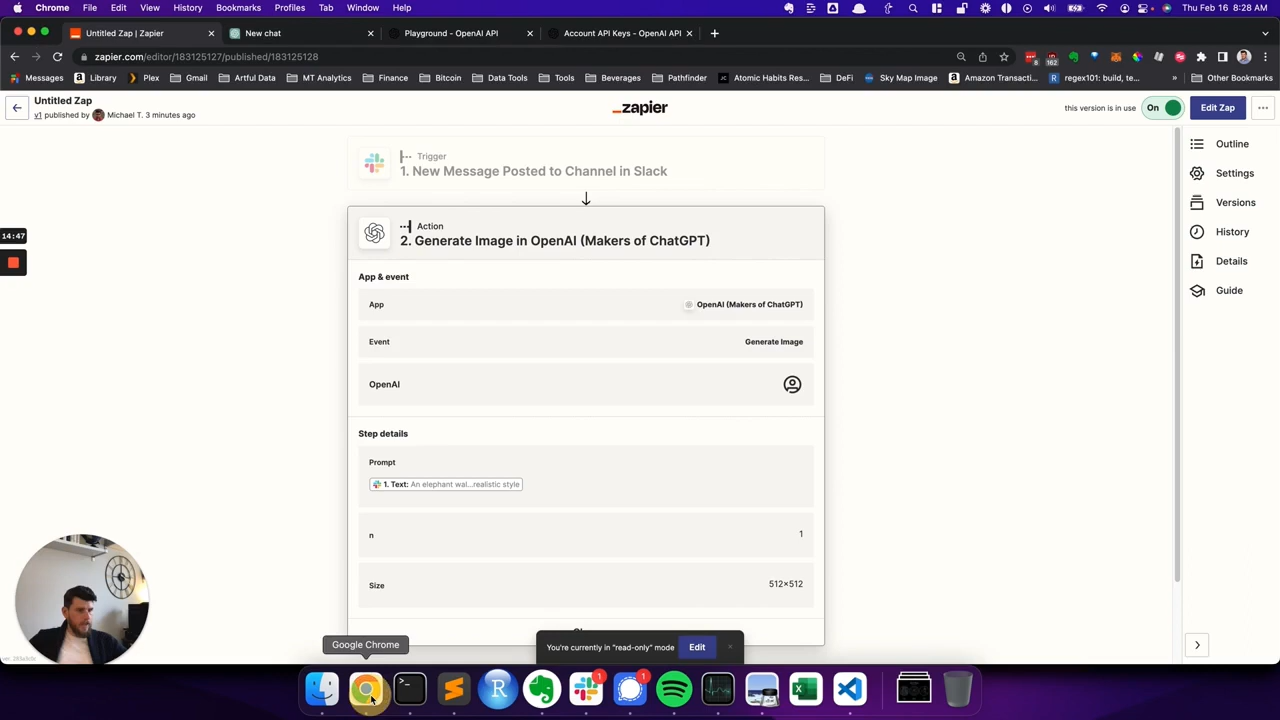 Chrome File Edit View History Bookmarks Profiles Tab Window Help Thu Feb 16 8:28 AM
Untitled Zap | Zapier New chat Playground - OpenAI API Account API Keys - OpenAI API
zapier.com/editor/183125127/published/183125128
8 162
Messages Library Plex Gmail Artful Data MT Analytics Finance Bitcoin Data Tools Tools Beverages Pathfinder Atomic Habits Res... DeFi Sky Map Image Amazon Transacti... regex101: build, te... » Other Bookmarks
Untitled Zap
v1 published by Michael T. 3 minutes ago
zapier
this version is in use On Edit Zap
Trigger
1. New Message Posted to Channel in Slack
Action
2. Generate Image in OpenAI (Makers of ChatGPT)
App & event
App OpenAI (Makers of ChatGPT)
Event Generate Image
OpenAI
Step details
Prompt
1. Text: An elephant wal...realistic style
n 1
Size 512×512
Outline
Settings
Versions
History
Details
Guide
14:47
You're currently in "read-only" mode Edit
Google Chrome
1 1